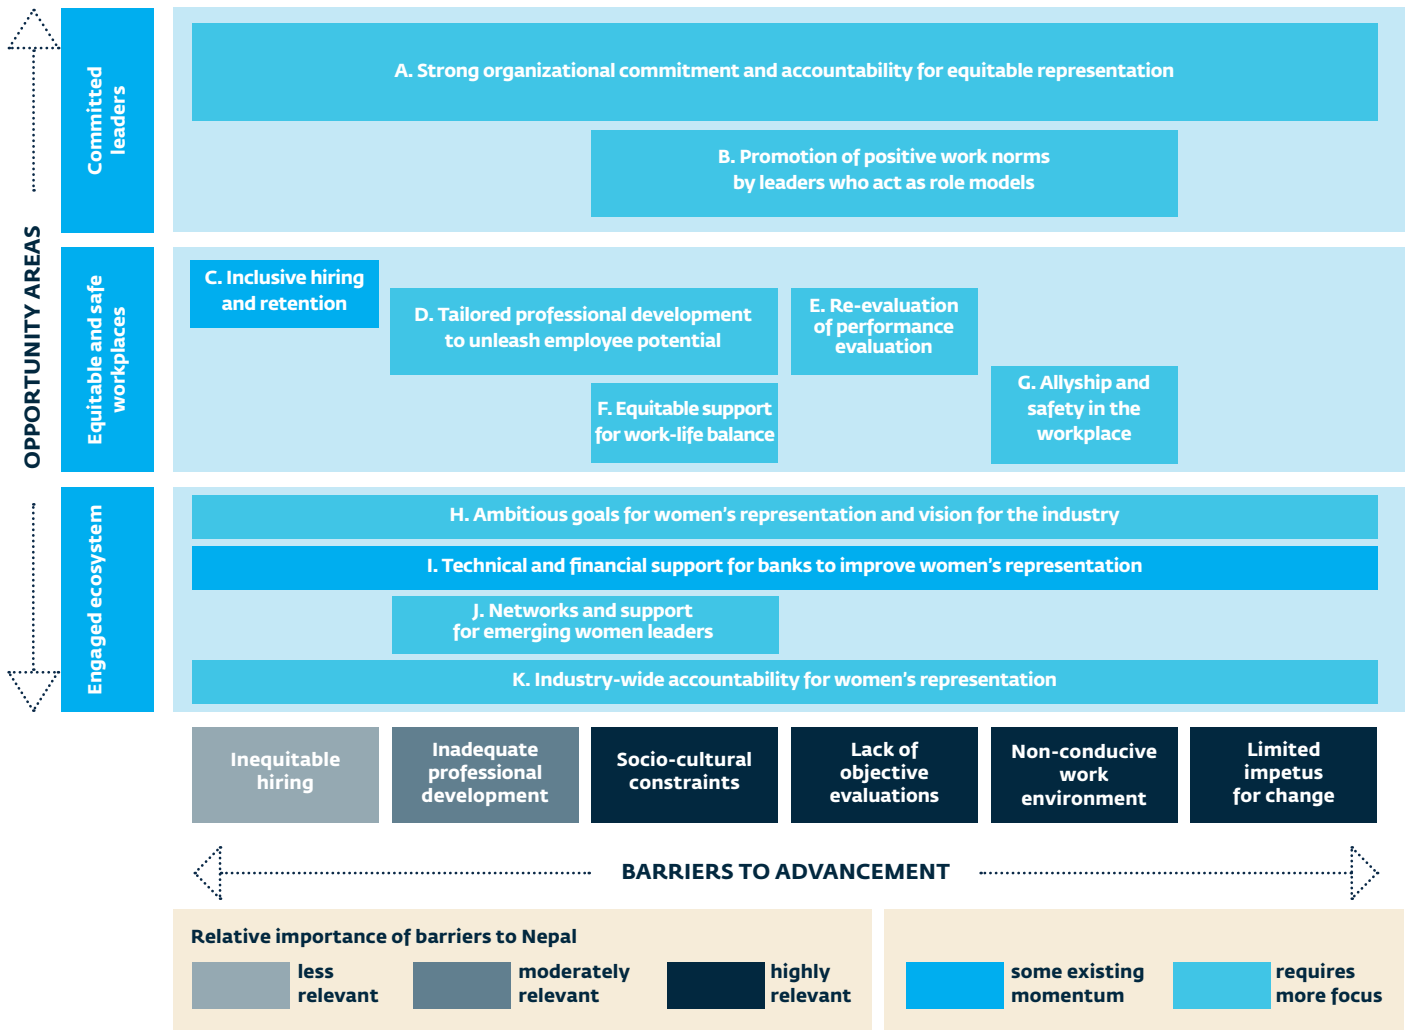 OPPORTUNITY AREAS
Committed
leaders
A. Strong organizational commitment and accountability for equitable representation
B. Promotion of positive work norms
by leaders who act as role models
Equitable and safe
workplaces
C. Inclusive hiring
and retention
D. Tailored professional development
to unleash employee potential
E. Re-evaluation
of performance
evaluation
F. Equitable support
for work-life balance
G. Allyship and
safety in the
workplace
Engaged ecosystem
H. Ambitious goals for women’s representation and vision for the industry
I. Technical and financial support for banks to improve women’s representation
J. Networks and support
for emerging women leaders
K. Industry-wide accountability for women’s representation
Inequitable
hiring
Inadequate
professional
development
Socio-cultural
constraints
Lack of
objective
evaluations
Non-conducive
work
environment
Limited
impetus
for change
BARRIERS TO ADVANCEMENT
Relative importance of barriers to Nepal
less
relevant
moderately
relevant
highly
relevant
some existing
momentum
requires
more focus